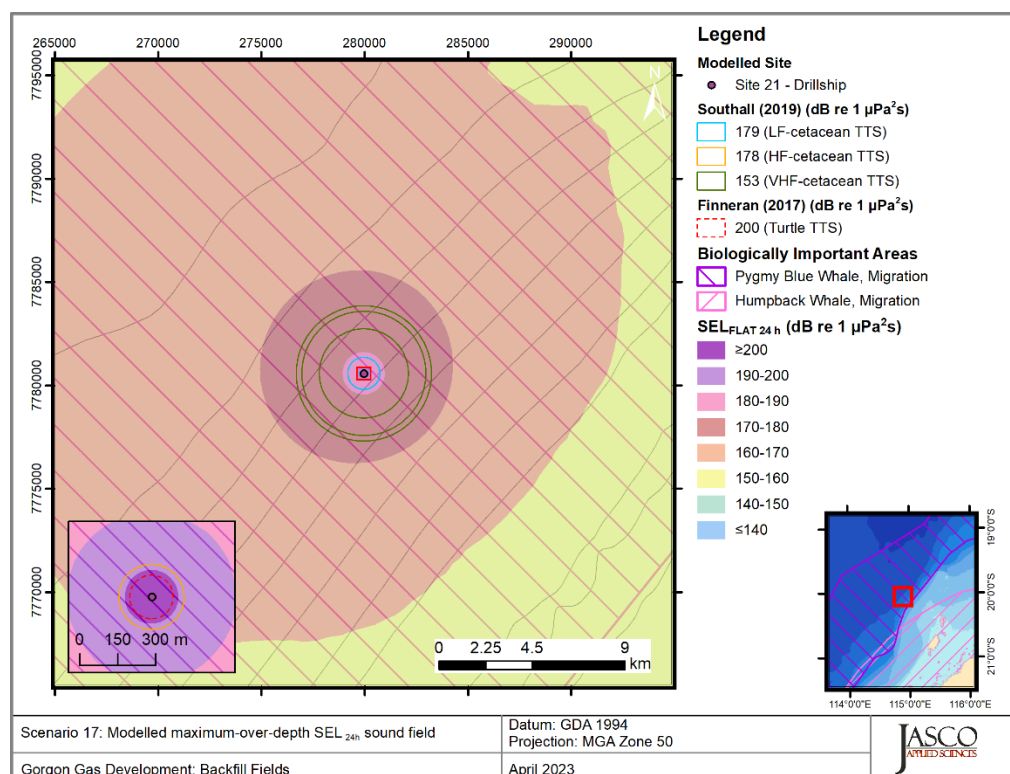 265000 270000 275000 280000 285000 290000
7795000
7790000
7785000
7780000
7775000
7770000
N
0 150 300 m
0 2.25 4.5 9
km
Legend
Modelled Site
Site 21 - Drillship
Southall (2019) (dB re 1 µPa²s)
179 (LF-cetacean TTS)
178 (HF-cetacean TTS)
153 (VHF-cetacean TTS)
Finneran (2017) (dB re 1 µPa²s)
200 (Turtle TTS)
Biologically Important Areas
Pygmy Blue Whale, Migration
Humpback Whale, Migration
SEL FLAT 24 h (dB re 1 µPa²s)
≥200
190-200
180-190
170-180
160-170
150-160
140-150
≤140
19°0'0"S
20°0'0"S
21°0'0"S
114°0'0"E 115°0'0"E 116°0'0"E
Scenario 17: Modelled maximum-over-depth SEL 24h sound field
Datum: GDA 1994
Projection: MGA Zone 50
Gorgon Gas Development: Backfill Fields
April 2023
JASCO
APPLIED SCIENCES